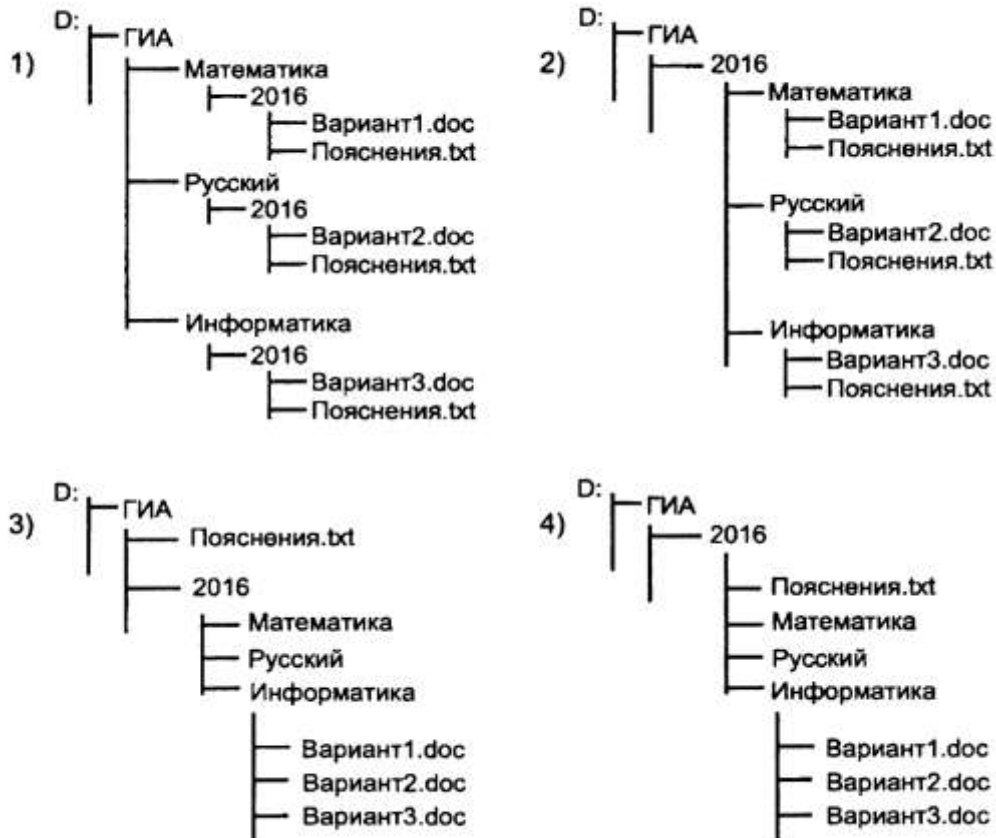 1)
D:
ГИА
Математика
2016
Вариант1.doc
Пояснения.txt
Русский
2016
Вариант2.doc
Пояснения.txt
Информатика
2016
Вариант3.doc
Пояснения.txt
2)
D:
ГИА
2016
Математика
Вариант1.doc
Пояснения.txt
Русский
Вариант2.doc
Пояснения.txt
Информатика
Вариант3.doc
Пояснения.txt
3)
D:
ГИА
Пояснения.txt
2016
Математика
Русский
Информатика
Вариант1.doc
Вариант2.doc
Вариант3.doc
4)
D:
ГИА
2016
Пояснения.txt
Математика
Русский
Информатика
Вариант1.doc
Вариант2.doc
Вариант3.doc